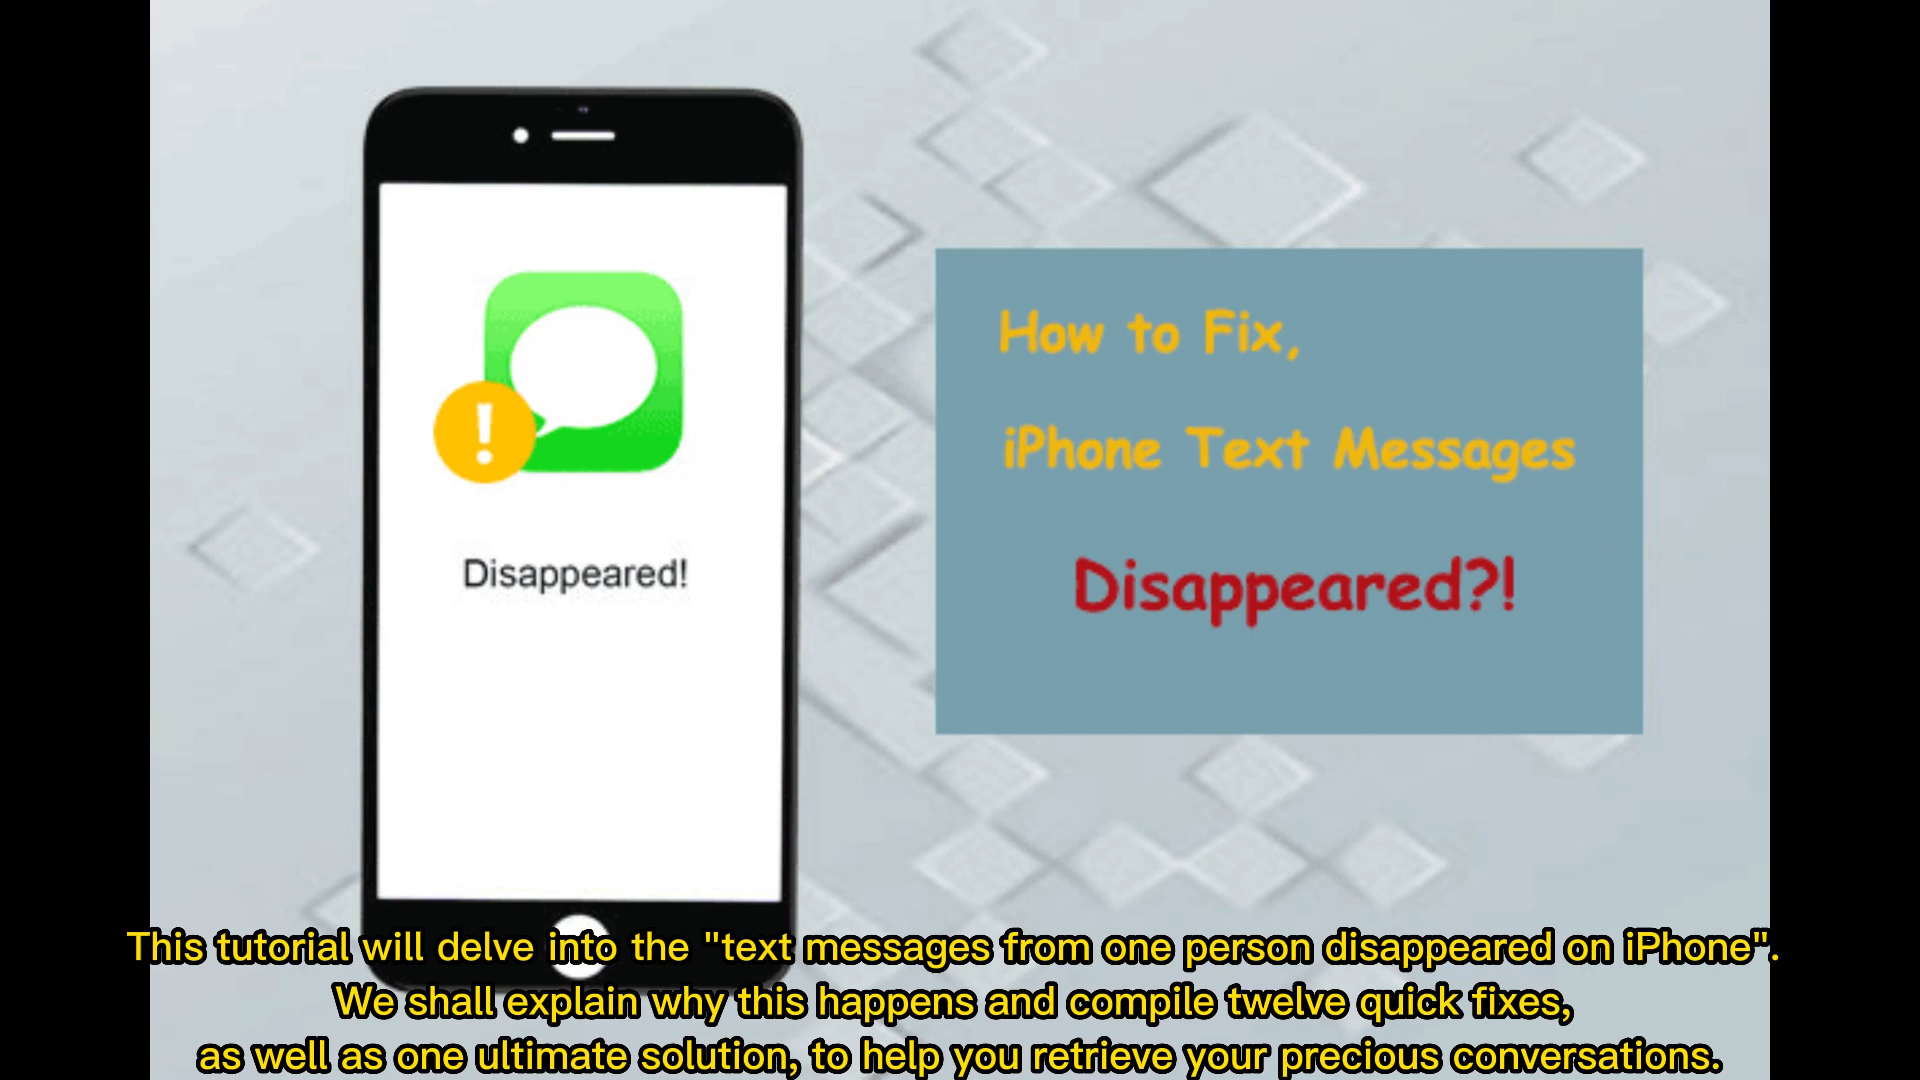 Disappeared!
How to Fix,
iPhone Text Messages
Disappeared?!
This tutorial will delve into the "text messages from one person disappeared on iPhone".
We shall explain why this happens and compile twelve quick fixes,
as well as one ultimate solution, to help you retrieve your precious conversations.